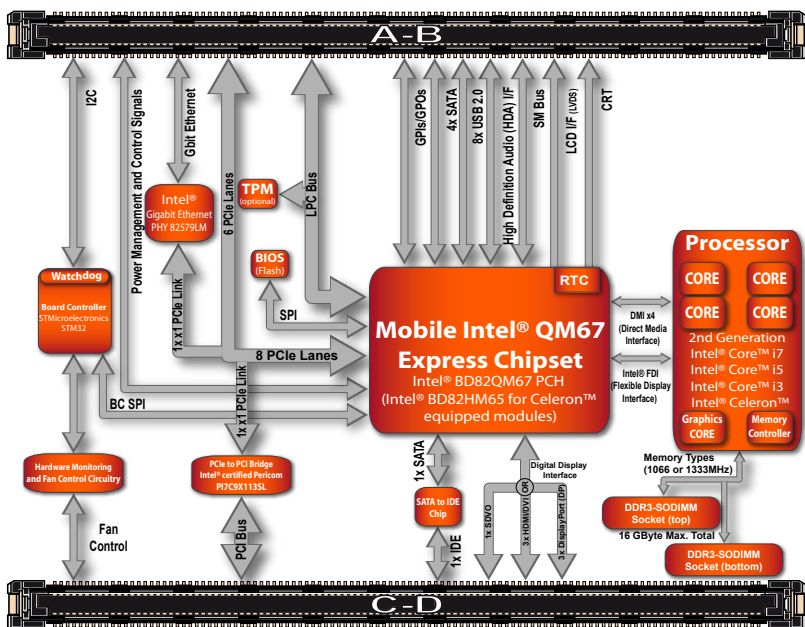 A-B
I2C
Power Management and Control Signals
Gbit Ethernet
6 PCIe Lanes
LPC Bus
GPIs/GPOs
4x SATA
8x USB 2.0
High Definition Audio (HDA) I/F
SM Bus
LCD I/F (LVDS)
CRT
Intel®
Gigabit Ethernet
PHY 82579LM
TPM
(optional)
BIOS
(Flash)
SPI
1x x1 PCIe Link
8 PCIe Lanes
1x x1 PCIe Link
BC SPI
Watchdog
Board Controller
STMicroelectronics
STM32
RTC
Mobile Intel® QM67
Express Chipset
Intel® BD82QM67 PCH
(Intel® BD82HM65 for Celeron™
equipped modules)
DMI x4
(Direct Media
Interface)
Intel® FDI
(Flexible Display
Interface)
Processor
CORE
CORE
CORE
CORE
2nd Generation
Intel® Core™ i7
Intel® Core™ i5
Intel® Core™ i3
Intel® Celeron™
Graphics
CORE
Memory
Controller
Memory Types
(1066 or 1333MHz)
DDR3-SODIMM
Socket (top)
16 GByte Max. Total
DDR3-SODIMM
Socket (bottom)
Hardware Monitoring
and Fan Control Circuitry
Fan
Control
PCIe to PCI Bridge
Intel® certified Pericom
PI7C9X113SL
PCI Bus
1x SATA
SATA to IDE
Chip
1x IDE
Digital Display
Interface
OR
1x SDVO
3x HDMI/DVI
3x DisplayPort (DP)
C-D